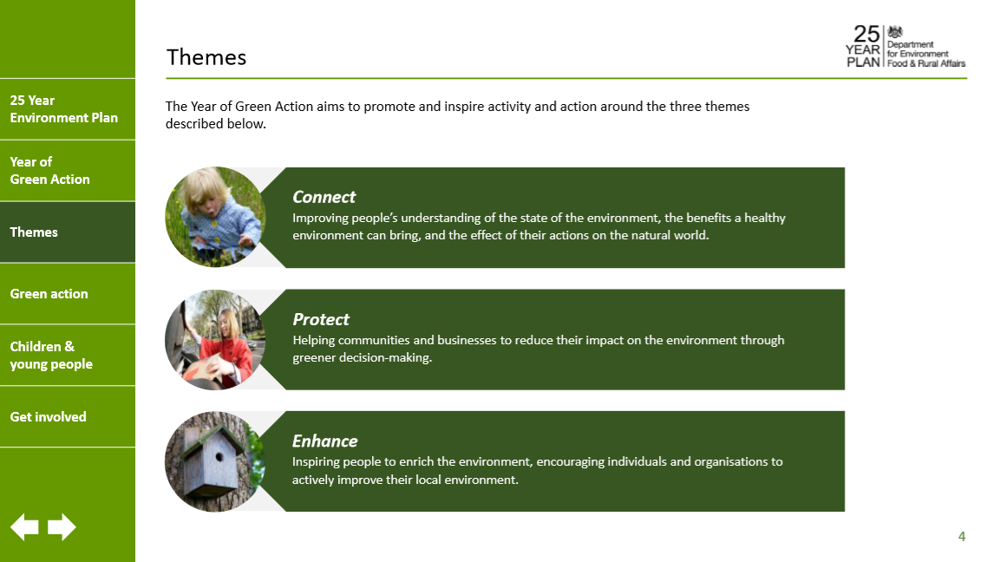 25 Year
Environment Plan
Year of
Green Action
Themes
Green action
Children &
young people
Get involved
Themes
25
YEAR
PLAN
Department
for Environment
Food & Rural Affairs
The Year of Green Action aims to promote and inspire activity and action around the three themes
described below.
Connect
Improving people’s understanding of the state of the environment, the benefits a healthy
environment can bring, and the effect of their actions on the natural world.
Protect
Helping communities and businesses to reduce their impact on the environment through
greener decision-making.
Enhance
Inspiring people to enrich the environment, encouraging individuals and organisations to
actively improve their local environment.
4